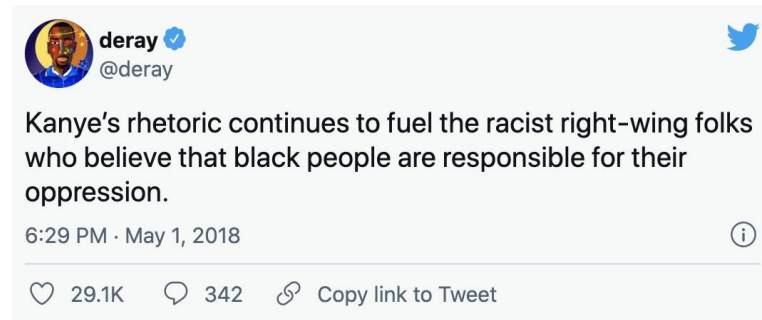 deray
@deray
Kanye’s rhetoric continues to fuel the racist right-wing folks
who believe that black people are responsible for their
oppression.
6:29 PM · May 1, 2018
29.1K 342 Copy link to Tweet